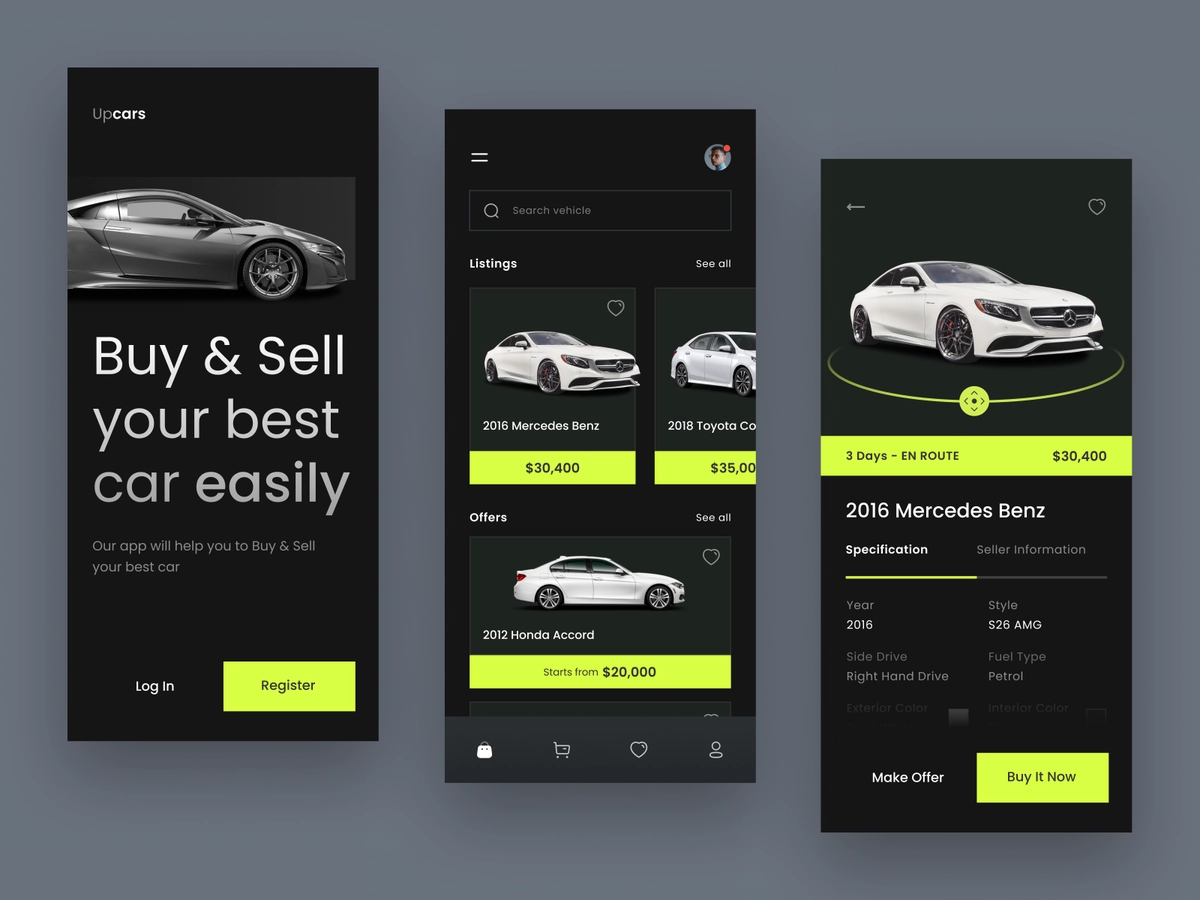 Upcars
Buy & Sell
your best
car easily
Our app will help you to Buy & Sell
your best car
Log In
Register
Search vehicle
Listings
See all
2016 Mercedes Benz
$30,400
2018 Toyota Co
$35,00
Offers
See all
2012 Honda Accord
Starts from $20,000
3 Days - EN ROUTE
$30,400
2016 Mercedes Benz
Specification
Seller Information
Year
Style
2016
S26 AMG
Side Drive
Fuel Type
Right Hand Drive
Petrol
Exterior Color
Interior Color
Make Offer
Buy It Now